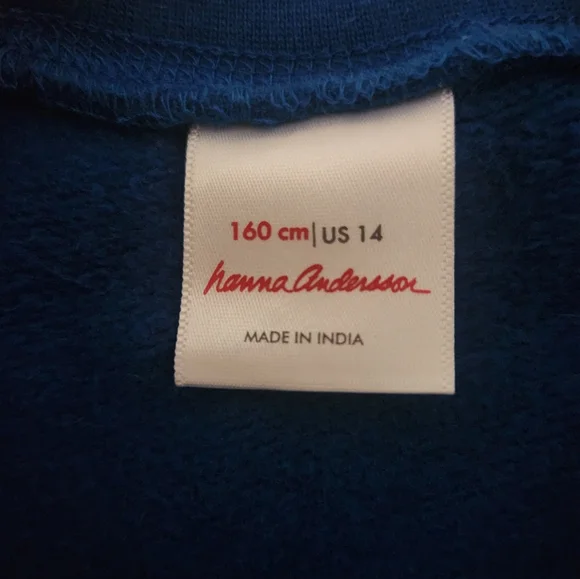 160 cm | US 14
hanna Andersson
MADE IN INDIA